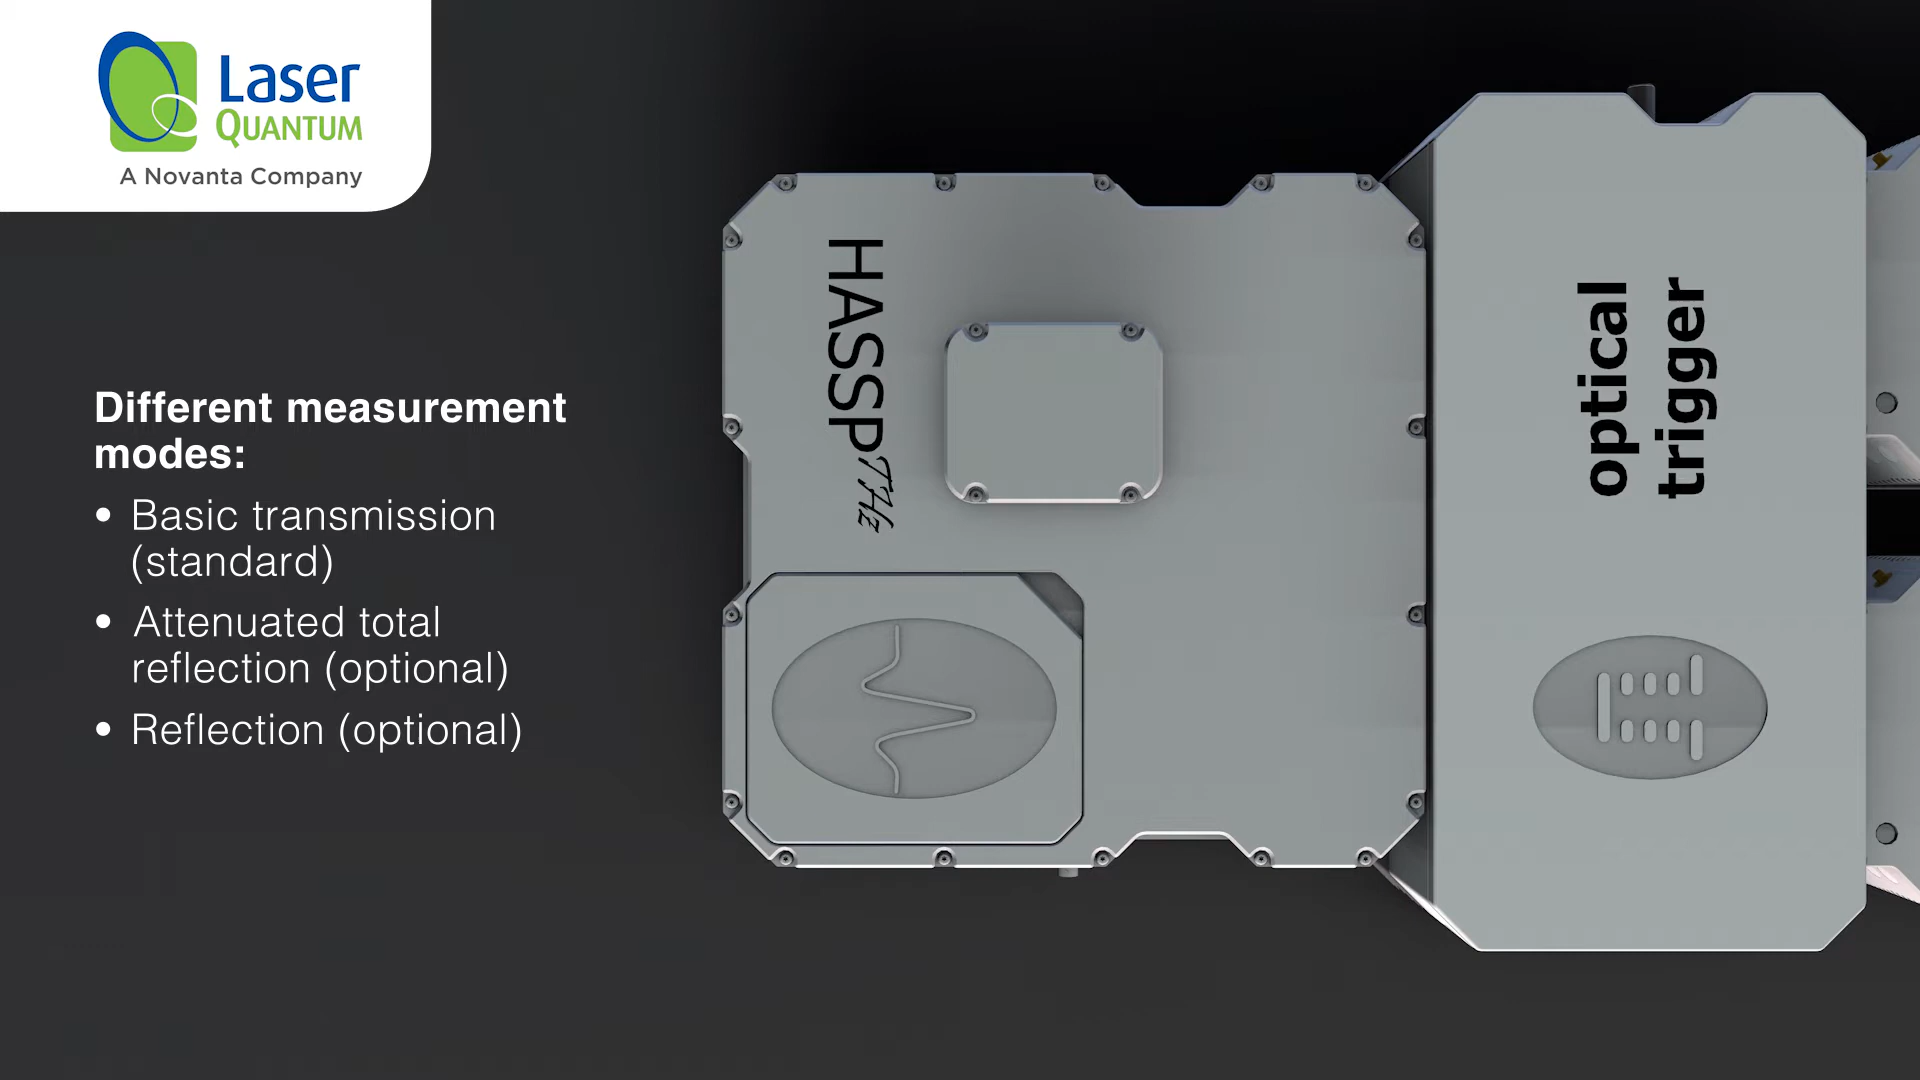 Laser
QUANTUM
A Novanta Company
Different measurement
modes:
• Basic transmission
(standard)
• Attenuated total
reflection (optional)
• Reflection (optional)
HASSP THz
optical
trigger